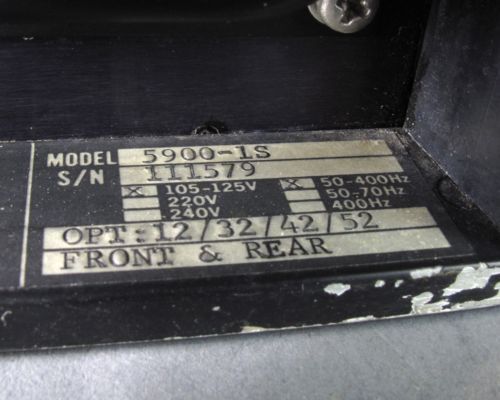 MODEL 5900-1S
S/N 111579
X 105-125V X 50-400Hz
220V 50-70Hz
240V 400Hz
OPT:12/32/42/52
FRONT & REAR